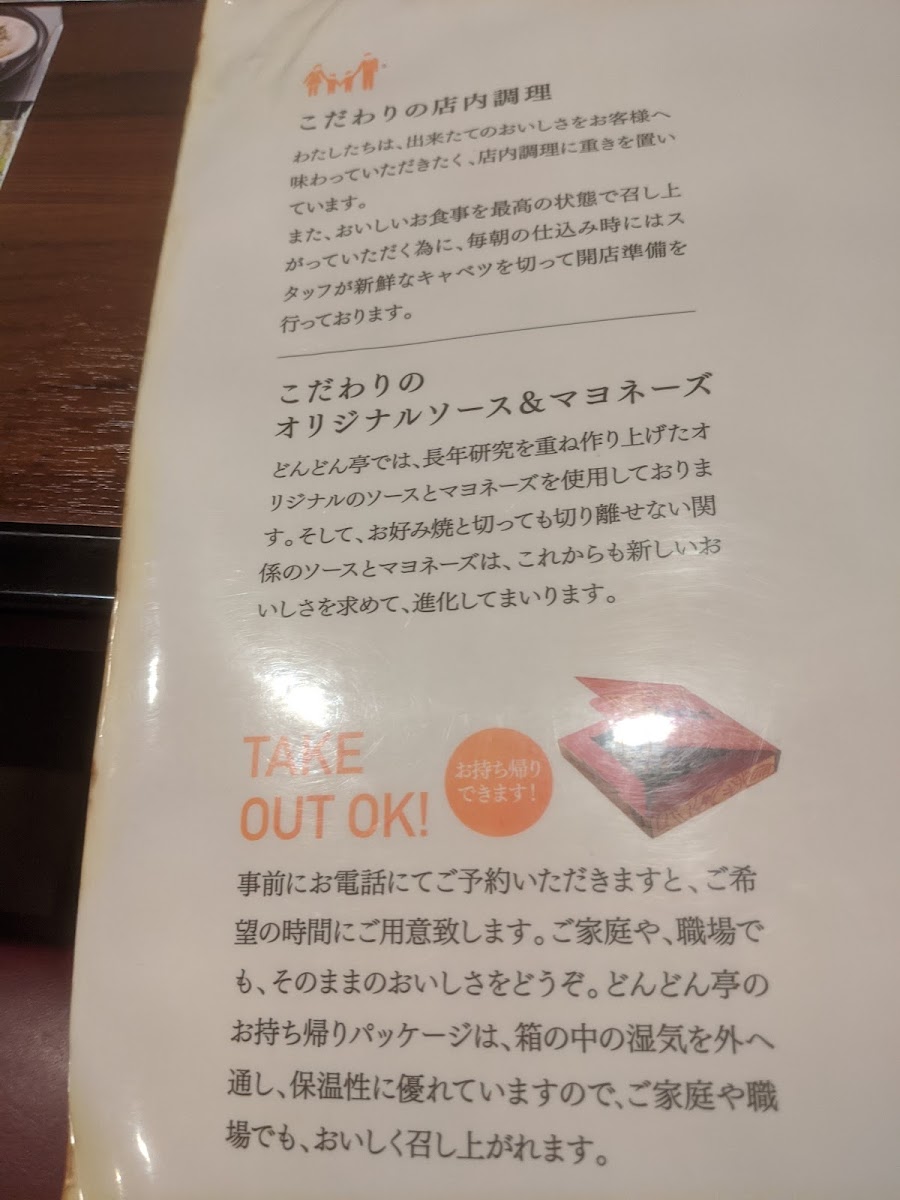 こだわりの店内調理
わたしたちは、出来たてのおいしさをお客様へ
味わっていただきたく、店内調理に重きを置い
ています。
また、おいしいお食事を最高の状態で召し上
がっていただく為に、毎朝の仕込み時にはス
タッフが新鮮なキャベツを切って開店準備を
行っております。
こだわりの
オリジナルソース&マヨネーズ
どんどん亭では、長年研究を重ね作り上げたオ
リジナルのソースとマヨネーズを使用しておりま
す。そして、お好み焼と切っても切り離せない関
係のソースとマヨネーズは、これからも新しいお
いしさを求めて、進化してまいります。
TAKE
OUT OK!
お持ち帰り
できます!
事前にお電話にてご予約いただきますと、ご希
望の時間にご用意致します。ご家庭や、職場で
も、そのままのおいしさをどうぞ。どんどん亭の
お持ち帰りパッケージは、箱の中の湿気を外へ
通し、保温性に優れていますので、ご家庭や職
場でも、おいしく召し上がれます。